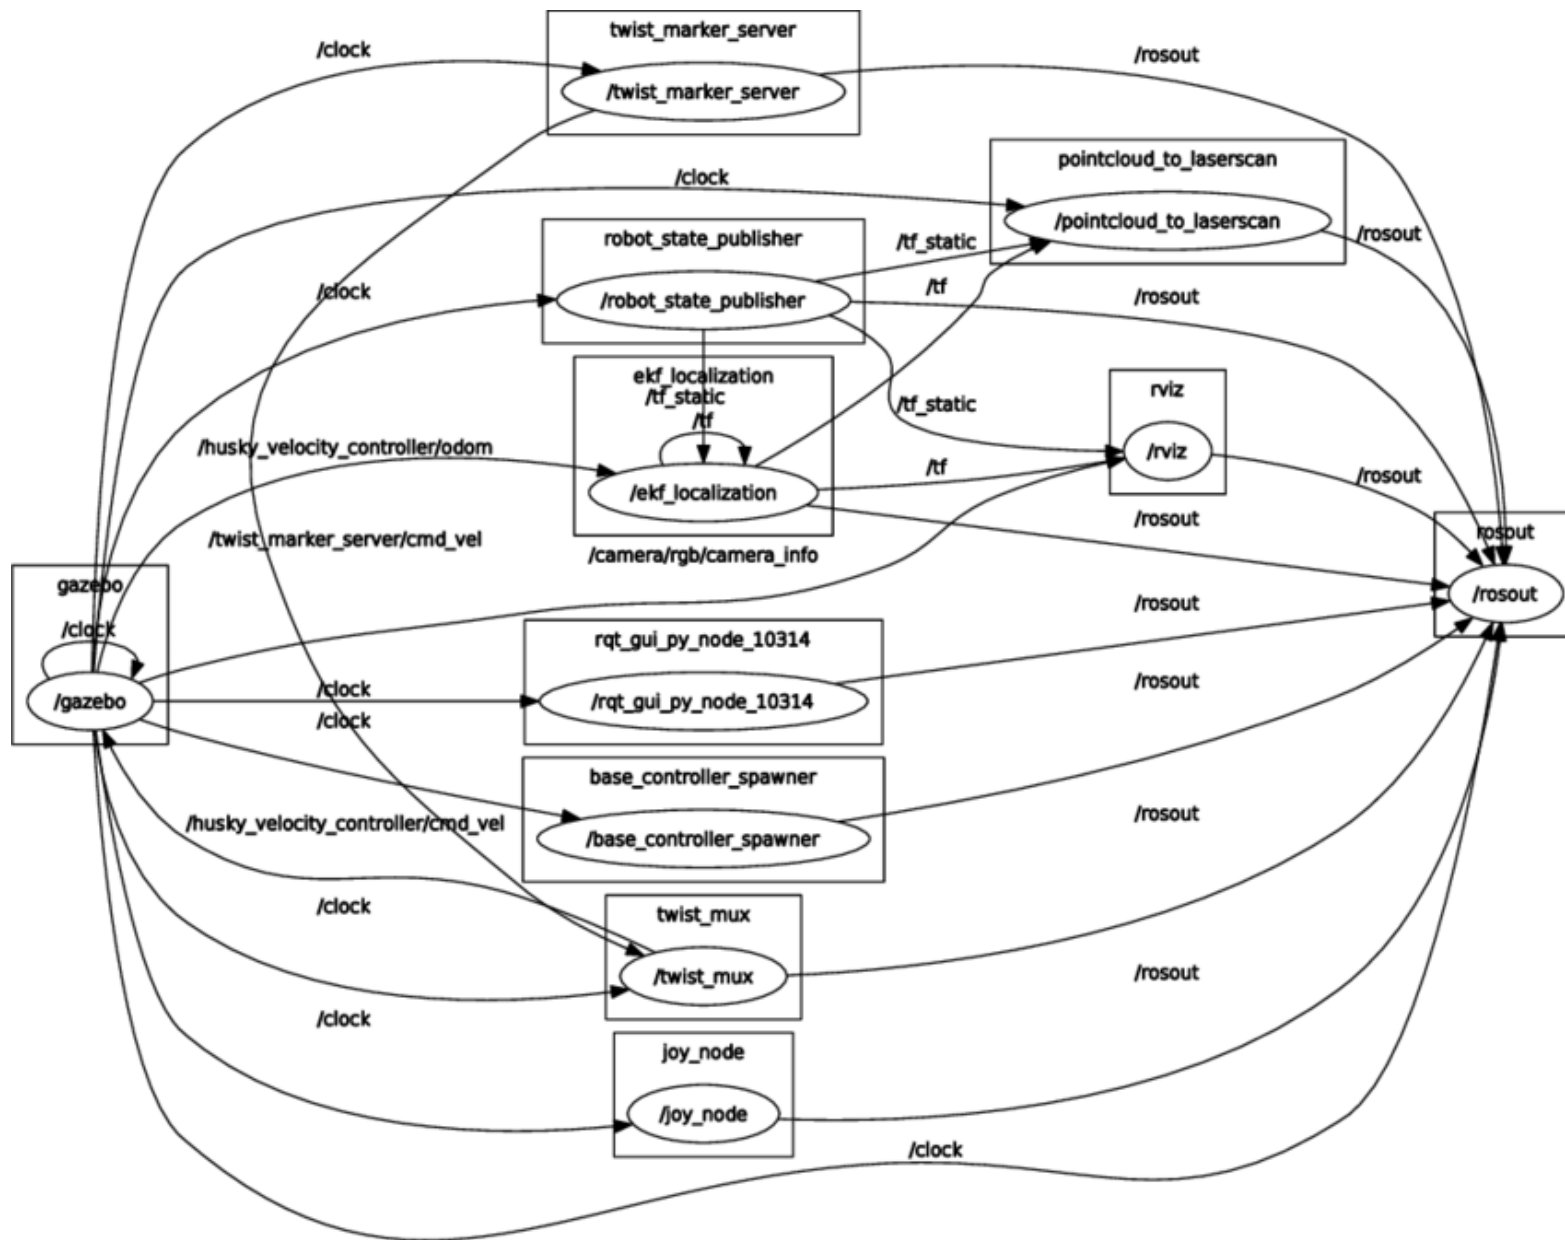 twist_marker_server
/clock
/rosout
/twist_marker_server
pointcloud_to_laserscan
/clock
/pointcloud_to_laserscan
/rosout
robot_state_publisher
/tf_static
/clock
/robot_state_publisher
/tf
/rosout
ekf_localization
/tf_static
/tf
rviz
/tf_static
/husky_velocity_controller/odom
/rviz
/tf
/rosout
/ekf_localization
/rosout
/twist_marker_server/cmd_vel
/camera/rgb/camera_info
rosout
/rosout
gazebo
/clock
/gazebo
/rosout
rqt_gui_py_node_10314
/clock
/rqt_gui_py_node_10314
/rosout
/clock
base_controller_spawner
/husky_velocity_controller/cmd_vel
/base_controller_spawner
/rosout
/clock
twist_mux
/twist_mux
/rosout
/clock
joy_node
/joy_node
/clock